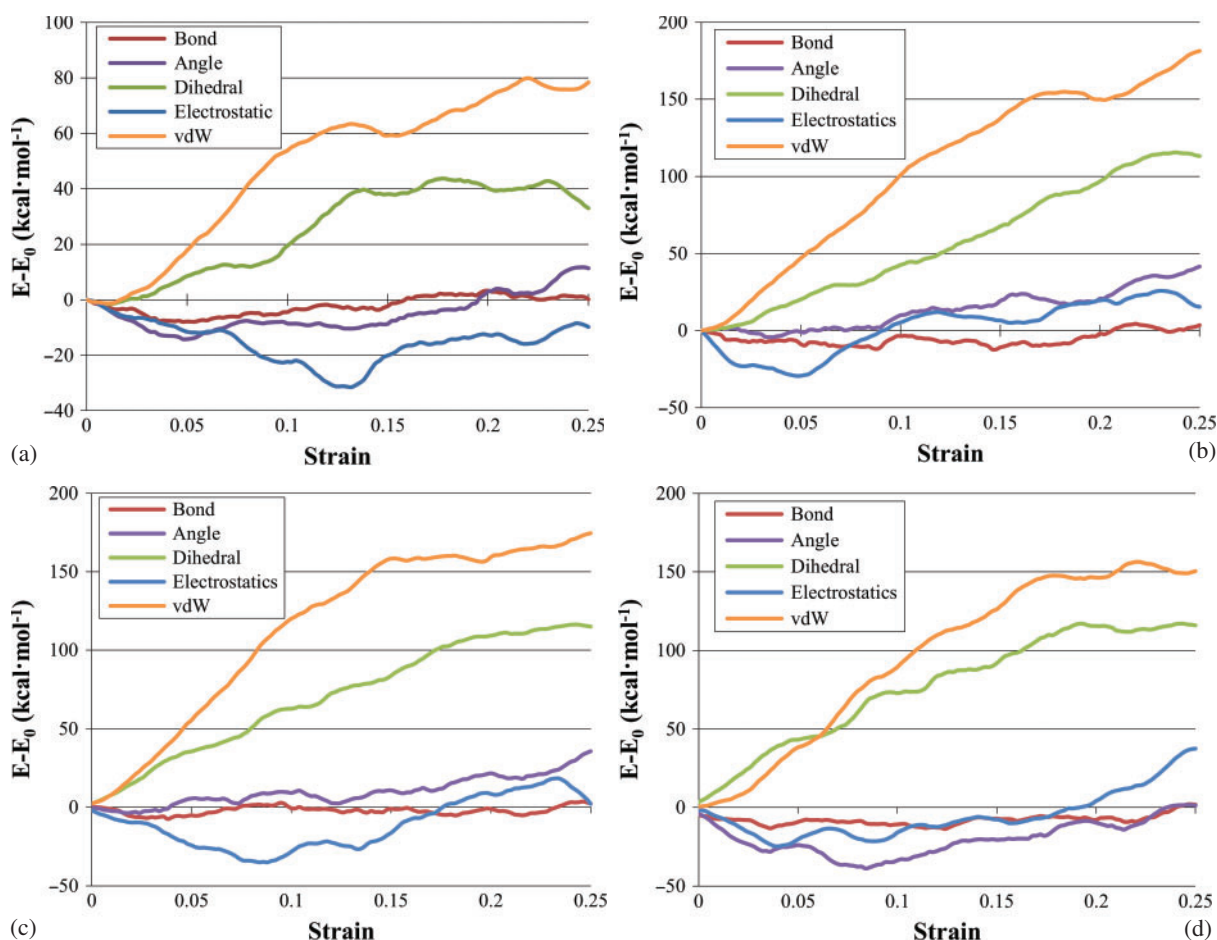 100
80
60
40
20
0
−20
−40
E-E0 (kcal·mol-1)
Bond
Angle
Dihedral
Electrostatic
vdW
0 0.05 0.1 0.15 0.2 0.25
Strain
(a)
200
150
100
50
0
−50
E-E0 (kcal·mol-1)
Bond
Angle
Dihedral
Electrostatics
vdW
0 0.05 0.1 0.15 0.2 0.25
Strain
(b)
200
150
100
50
0
−50
E-E0 (kcal·mol-1)
Bond
Angle
Dihedral
Electrostatics
vdW
0 0.05 0.1 0.15 0.2 0.25
Strain
(c)
200
150
100
50
0
−50
E-E0 (kcal·mol-1)
Bond
Angle
Dihedral
Electrostatics
vdW
0 0.05 0.1 0.15 0.2 0.25
Strain
(d)